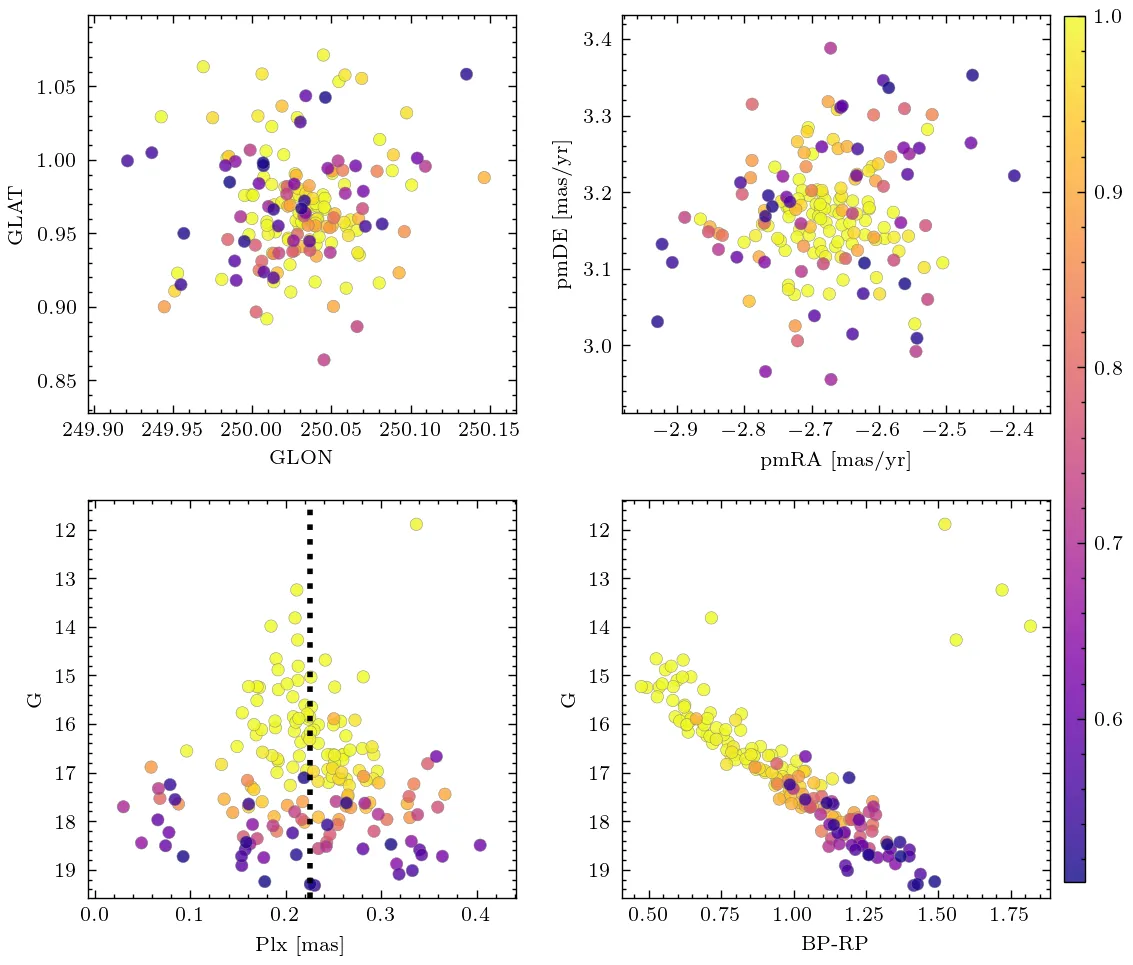 1.05
1.00
0.95
0.90
0.85
GLAT
249.90 249.95 250.00 250.05 250.10 250.15
GLON
3.4
3.3
3.2
3.1
3.0
pmDE [mas/yr]
−2.9 −2.8 −2.7 −2.6 −2.5 −2.4
pmRA [mas/yr]
1.0
0.9
0.8
0.7
0.6
12
13
14
15
16
17
18
19
G
0.0 0.1 0.2 0.3 0.4
Plx [mas]
12
13
14
15
16
17
18
19
G
0.50 0.75 1.00 1.25 1.50 1.75
BP-RP